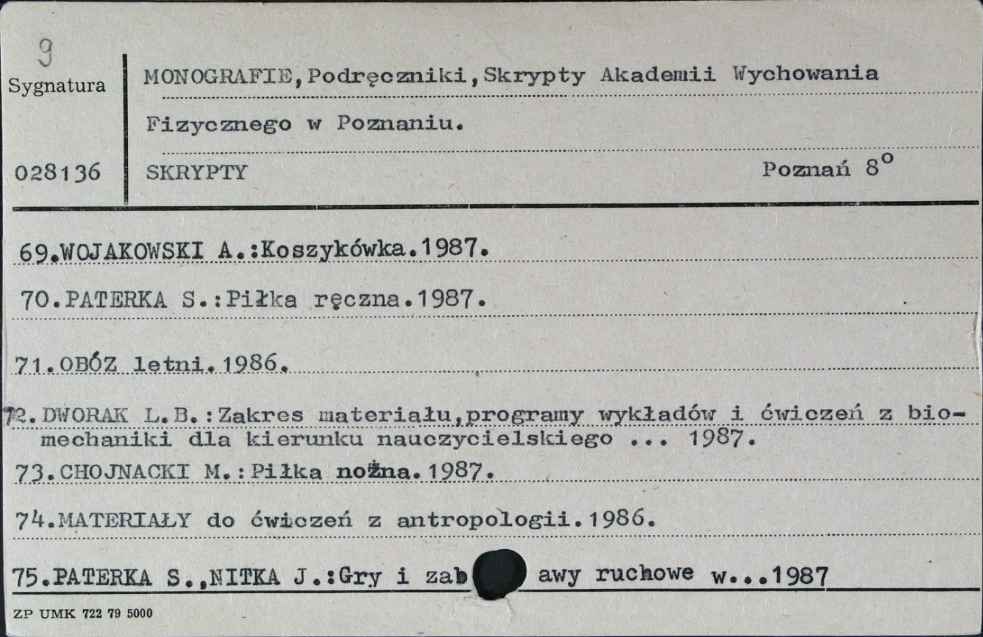 9
Sygnatura
MONOGRAFIE,Podręczniki,Skrypty Akademii Wychowania
Fizycznego w Poznaniu.
028136
SKRYPTY Poznań 8°
69.WOJAKOWSKI A.:Koszykówka.1987.
70.PATERKA S.:Piłka ręczna.1987.
71.OBÓZ letni.1986.
72.DWORAK L.B.:Zakres materiału,programy wykładów i ćwiczeń z bio-
mechaniki dla kierunku nauczycielskiego ... 1987.
73.CHOJNACKI M.:Piłka nożna.1987.
74.MATERIAŁY do ćwiczeń z antropologii.1986.
75.PATERKA S.,NITKA J.:Gry i zab awy ruchowe w...1987
ZP UMK 722 79 5000